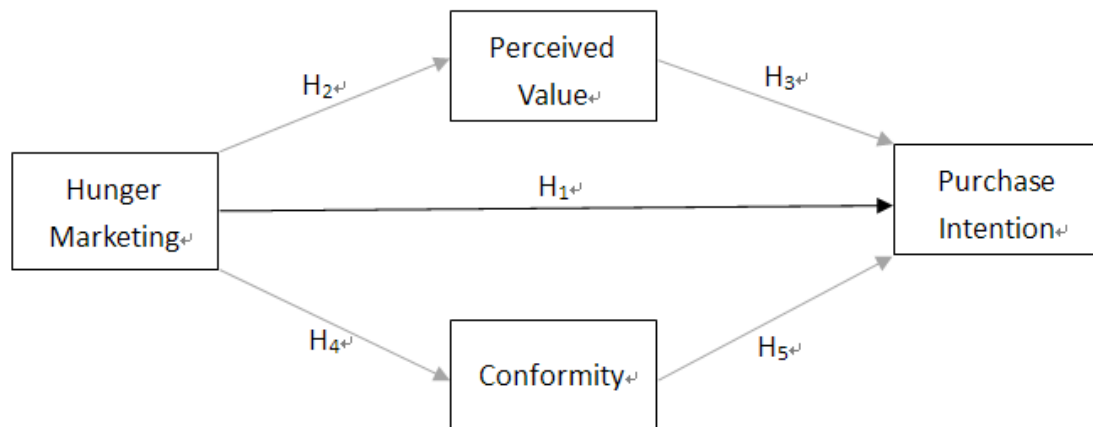 Perceived
Value↵
H₂↵
H₃↵
Hunger
Marketing↵
H₁↵
Purchase
Intention↵
H₄↵
Conformity↵
H₅↵